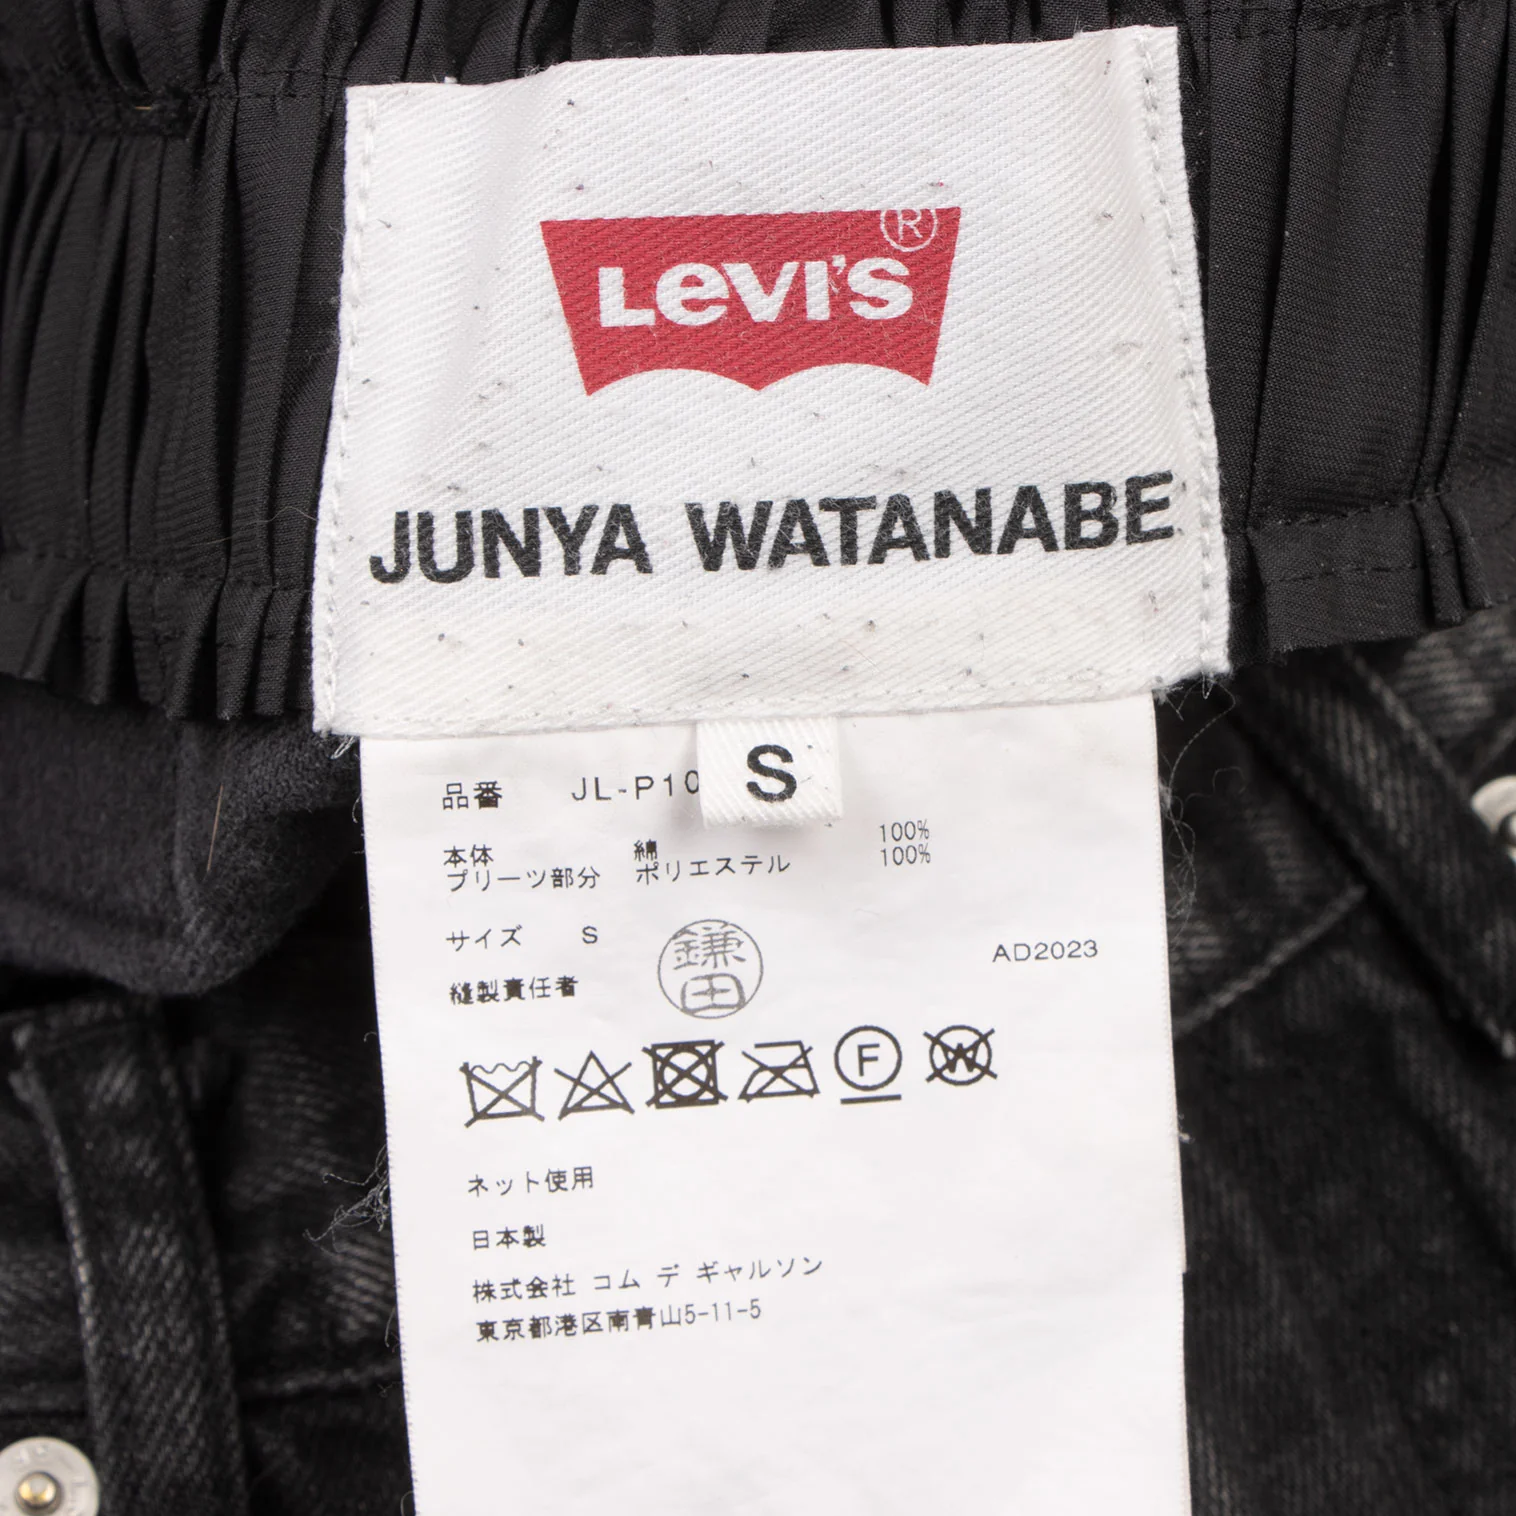 LEVI'S®
JUNYA WATANABE
S
品番 JL-P10
本体 綿 100%
プリーツ部分 ポリエステル 100%
サイズ S
AD2023
縫製責任者 鎌田
F
W
ネット使用
日本製
株式会社 コム デ ギャルソン
東京都港区南青山5-11-5